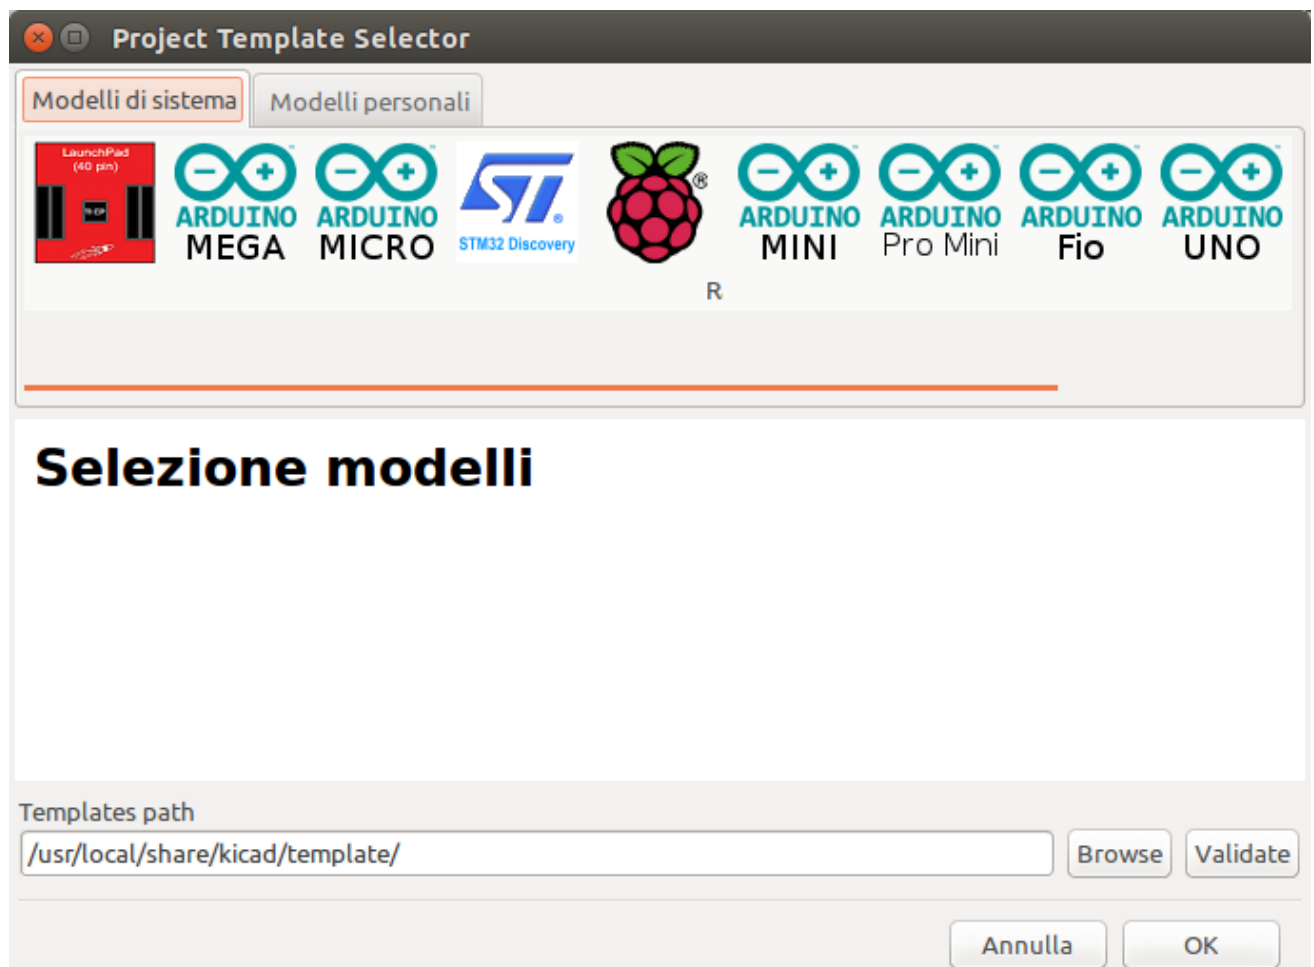 Project Template Selector
Modelli di sistema
Modelli personali
LaunchPad
(40 pin)
ARDUINO
MEGA
ARDUINO
MICRO
STM32 Discovery
®
ARDUINO
MINI
ARDUINO
Pro Mini
ARDUINO
Fio
ARDUINO
UNO
R
Selezione modelli
Templates path
/usr/local/share/kicad/template/
Browse
Validate
Annulla
OK